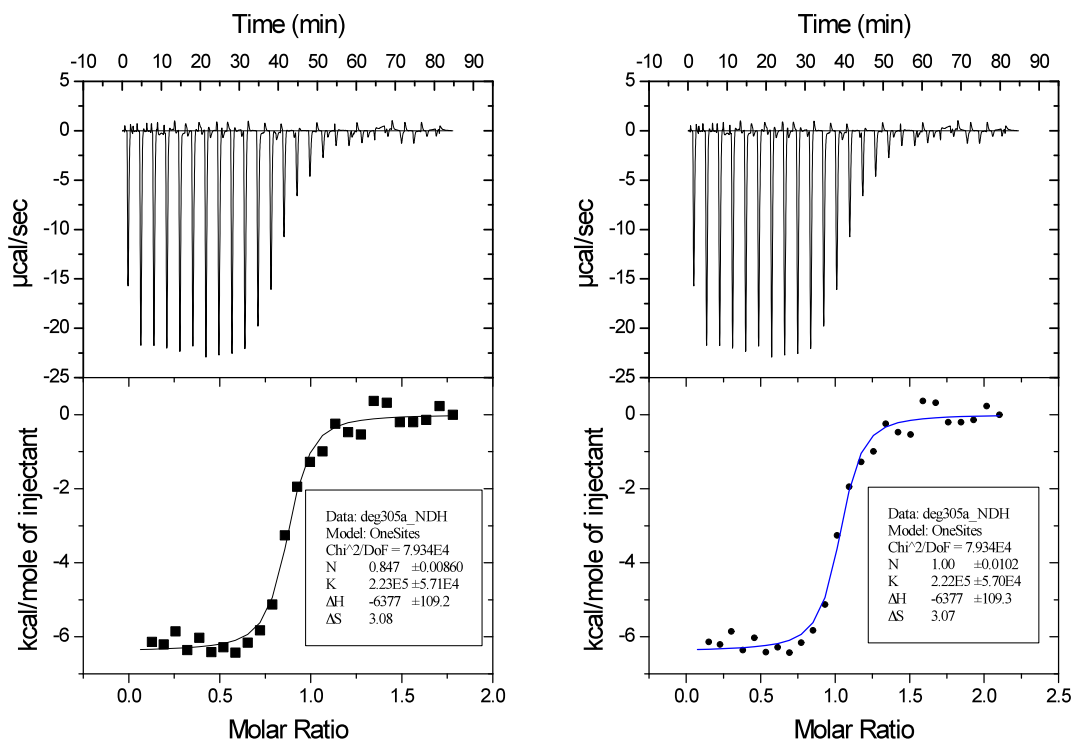 Time (min)
-10 0 10 20 30 40 50 60 70 80 90
5
0
-5
-10
-15
-20
-25
µcal/sec
0
-2
-4
-6
kcal/mole of injectant
Data: deg305a_NDH
Model: OneSites
Chi^2/DoF = 7.934E4
N 0.847 ±0.00860
K 2.23E5 ±5.71E4
ΔH -6377 ±109.2
ΔS 3.08
0.0 0.5 1.0 1.5 2.0
Molar Ratio
Time (min)
-10 0 10 20 30 40 50 60 70 80 90
5
0
-5
-10
-15
-20
-25
µcal/sec
0
-2
-4
-6
kcal/mole of injectant
Data: deg305a_NDH
Model: OneSites
Chi^2/DoF = 7.934E4
N 1.00 ±0.0102
K 2.22E5 ±5.70E4
ΔH -6377 ±109.3
ΔS 3.07
0.0 0.5 1.0 1.5 2.0 2.5
Molar Ratio